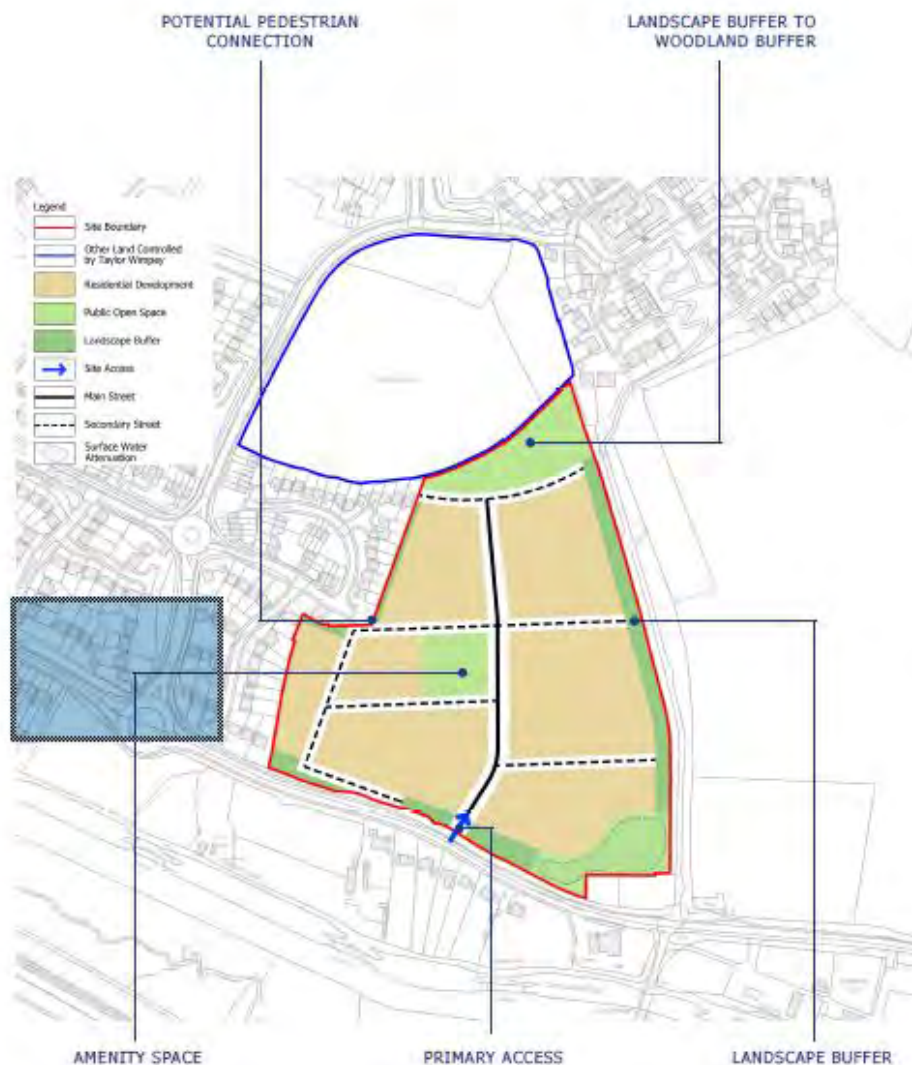 POTENTIAL PEDESTRIAN
CONNECTION
LANDSCAPE BUFFER TO
WOODLAND BUFFER
Legend
Site Boundary
Other Land Controlled
by Taylor Wimpey
Residential Development
Public Open Space
Landscape Buffer
Site Access
Main Street
Secondary Street
Surface Water
Attenuation
AMENITY SPACE
PRIMARY ACCESS
LANDSCAPE BUFFER